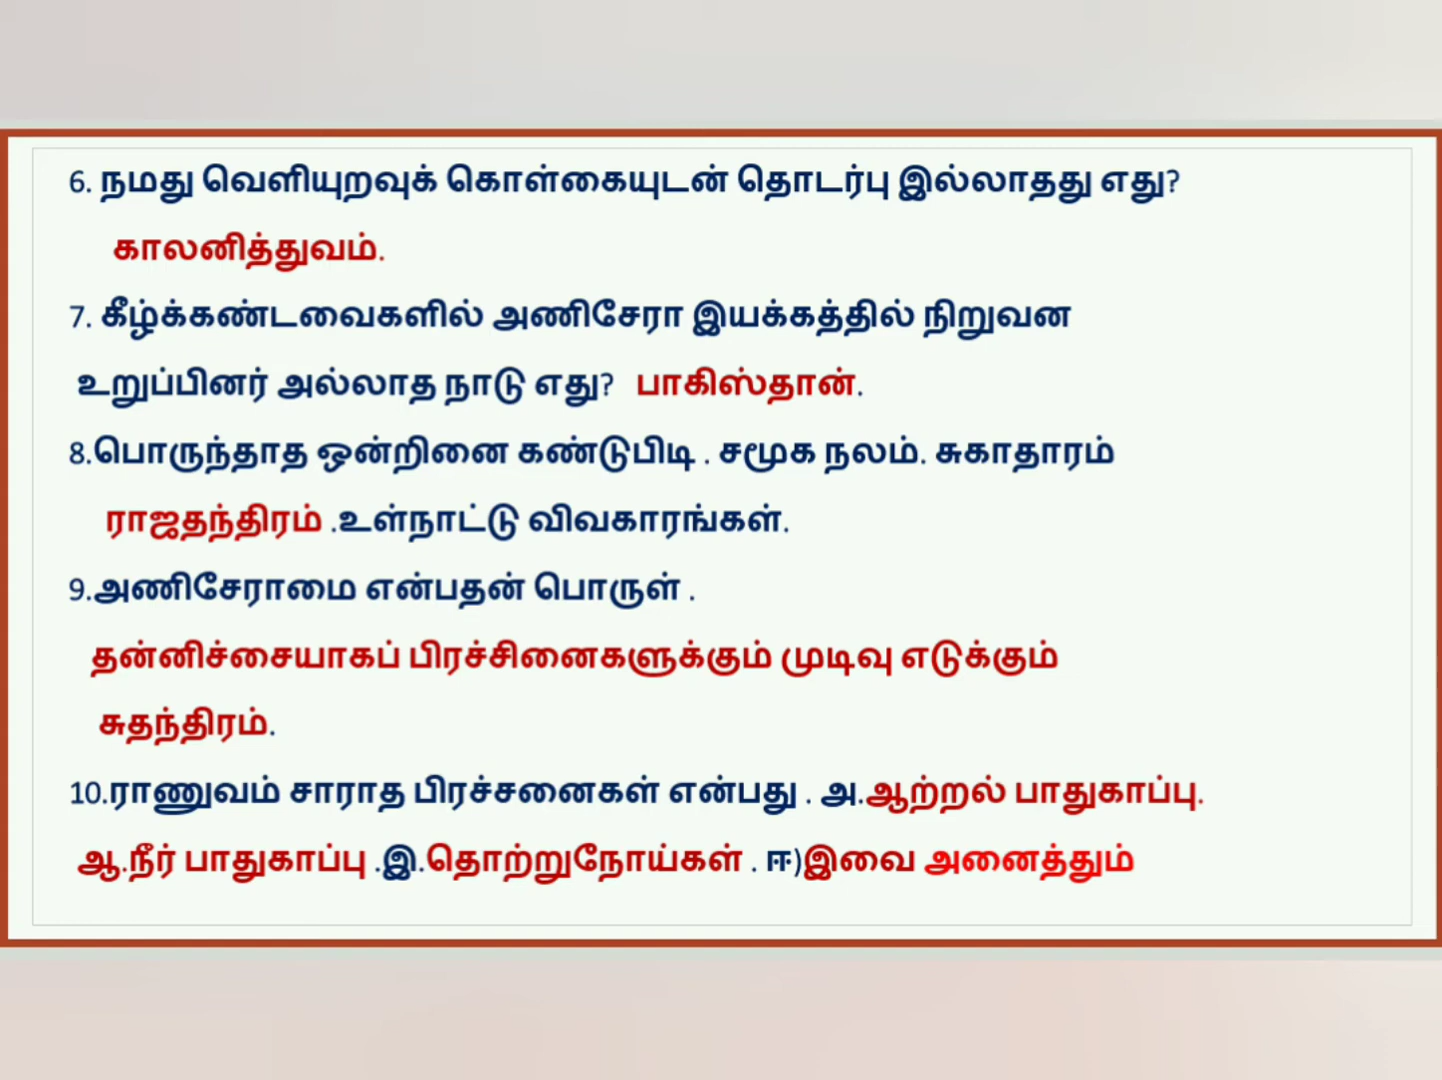 6. நமது வெளியுறவுக் கொள்கையுடன் தொடர்பு இல்லாதது எது?
காலனித்துவம்.
7. கீழ்க்கண்டவைகளில் அணிசேரா இயக்கத்தில் நிறுவன
உறுப்பினர் அல்லாத நாடு எது? பாகிஸ்தான்.
8.பொருந்தாத ஒன்றினை கண்டுபிடி . சமூக நலம். சுகாதாரம்
ராஜதந்திரம் .உள்நாட்டு விவகாரங்கள்.
9.அணிசேராமை என்பதன் பொருள் .
தன்னிச்சையாகப் பிரச்சினைகளுக்கும் முடிவு எடுக்கும்
சுதந்திரம்.
10.ராணுவம் சாராத பிரச்சனைகள் என்பது . அ.ஆற்றல் பாதுகாப்பு.
ஆ.நீர் பாதுகாப்பு .இ.தொற்றுநோய்கள் . ஈ)இவை அனைத்தும்